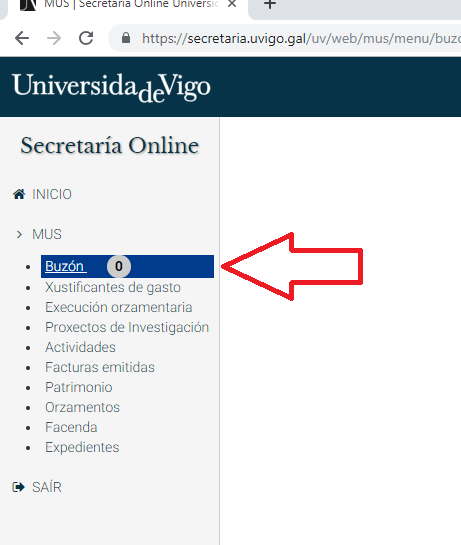 MUS | Secretaría Online Universi
https://secretaria.uvigo.gal/uv/web/mus/menu/buzo
UniversidadeVigo
Secretaría Online
INICIO
MUS
Buzón 0
Xustificantes de gasto
Execución orzamentaria
Proxectos de Investigación
Actividades
Facturas emitidas
Patrimonio
Orzamentos
Facenda
Expedientes
SAÍR